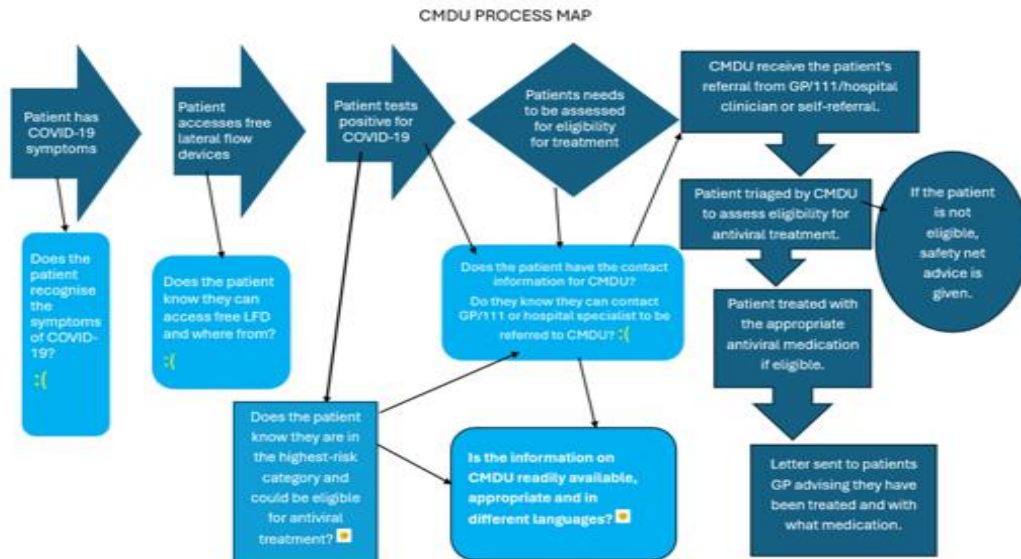 CMDU PROCESS MAP
Patient has
COVID-19
symptoms
Patient
accesses free
lateral flow
devices
Patient tests
positive for
COVID-19
Patients needs
to be assessed
for eligibility
for treatment
CMDU receive the patient's
referral from GP/111/hospital
clinician or self-referral.
Patient triaged by CMDU
to assess eligibility for
antiviral treatment.
If the patient
is not
eligible,
safety net
advice is
given.
Does the
patient
recognise
the
symptoms
of COVID-
19?
:(
Does the patient
know they can
access free LFD
and where from?
:(
Does the patient have the contact
information for CMDU?
Do they know they can contact
GP/111 or hospital specialist to be
referred to CMDU? :(
Patient treated with
the appropriate
antiviral medication
if eligible.
Does the patient
know they are in
the highest-risk
category and
could be eligible
for antiviral
treatment?
Is the information on
CMDU readily available,
appropriate and in
different languages?
Letter sent to patients
GP advising they have
been treated and with
what medication.